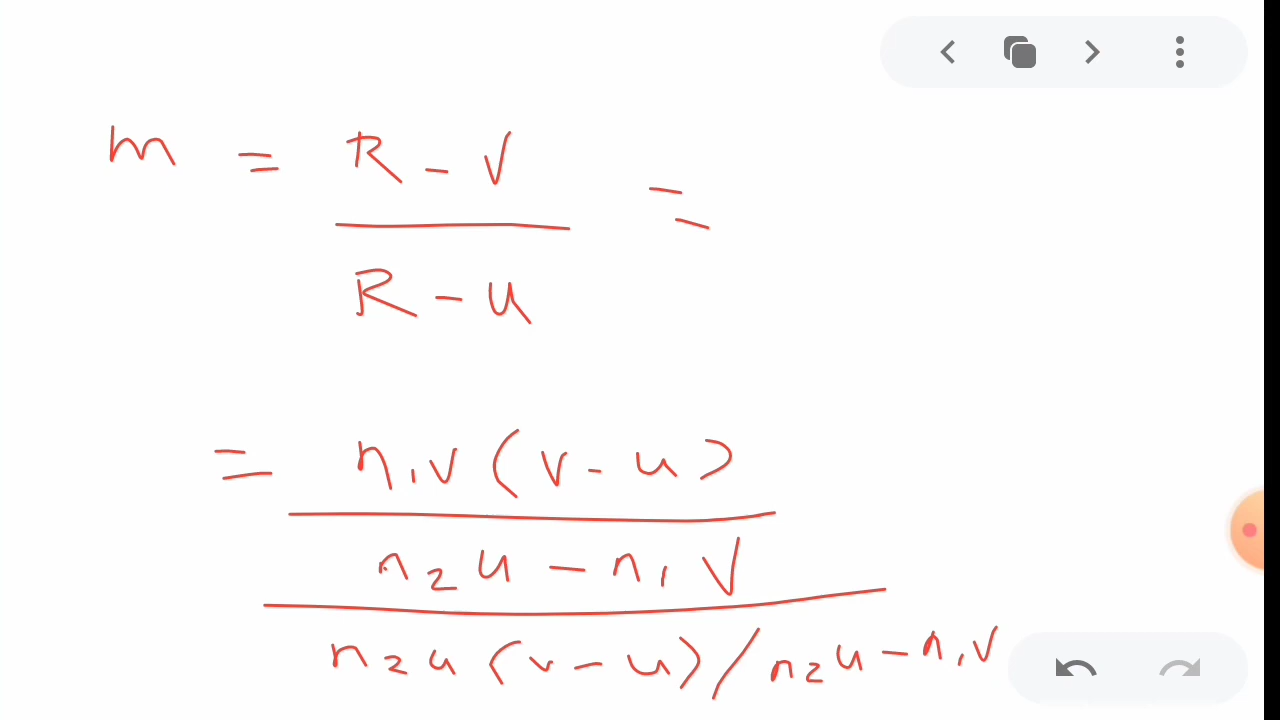 m = R - v =
R - u
= n₁v (v - u)
n₂u - n₁v
n₂u (v - u) / n₂u - n₁v